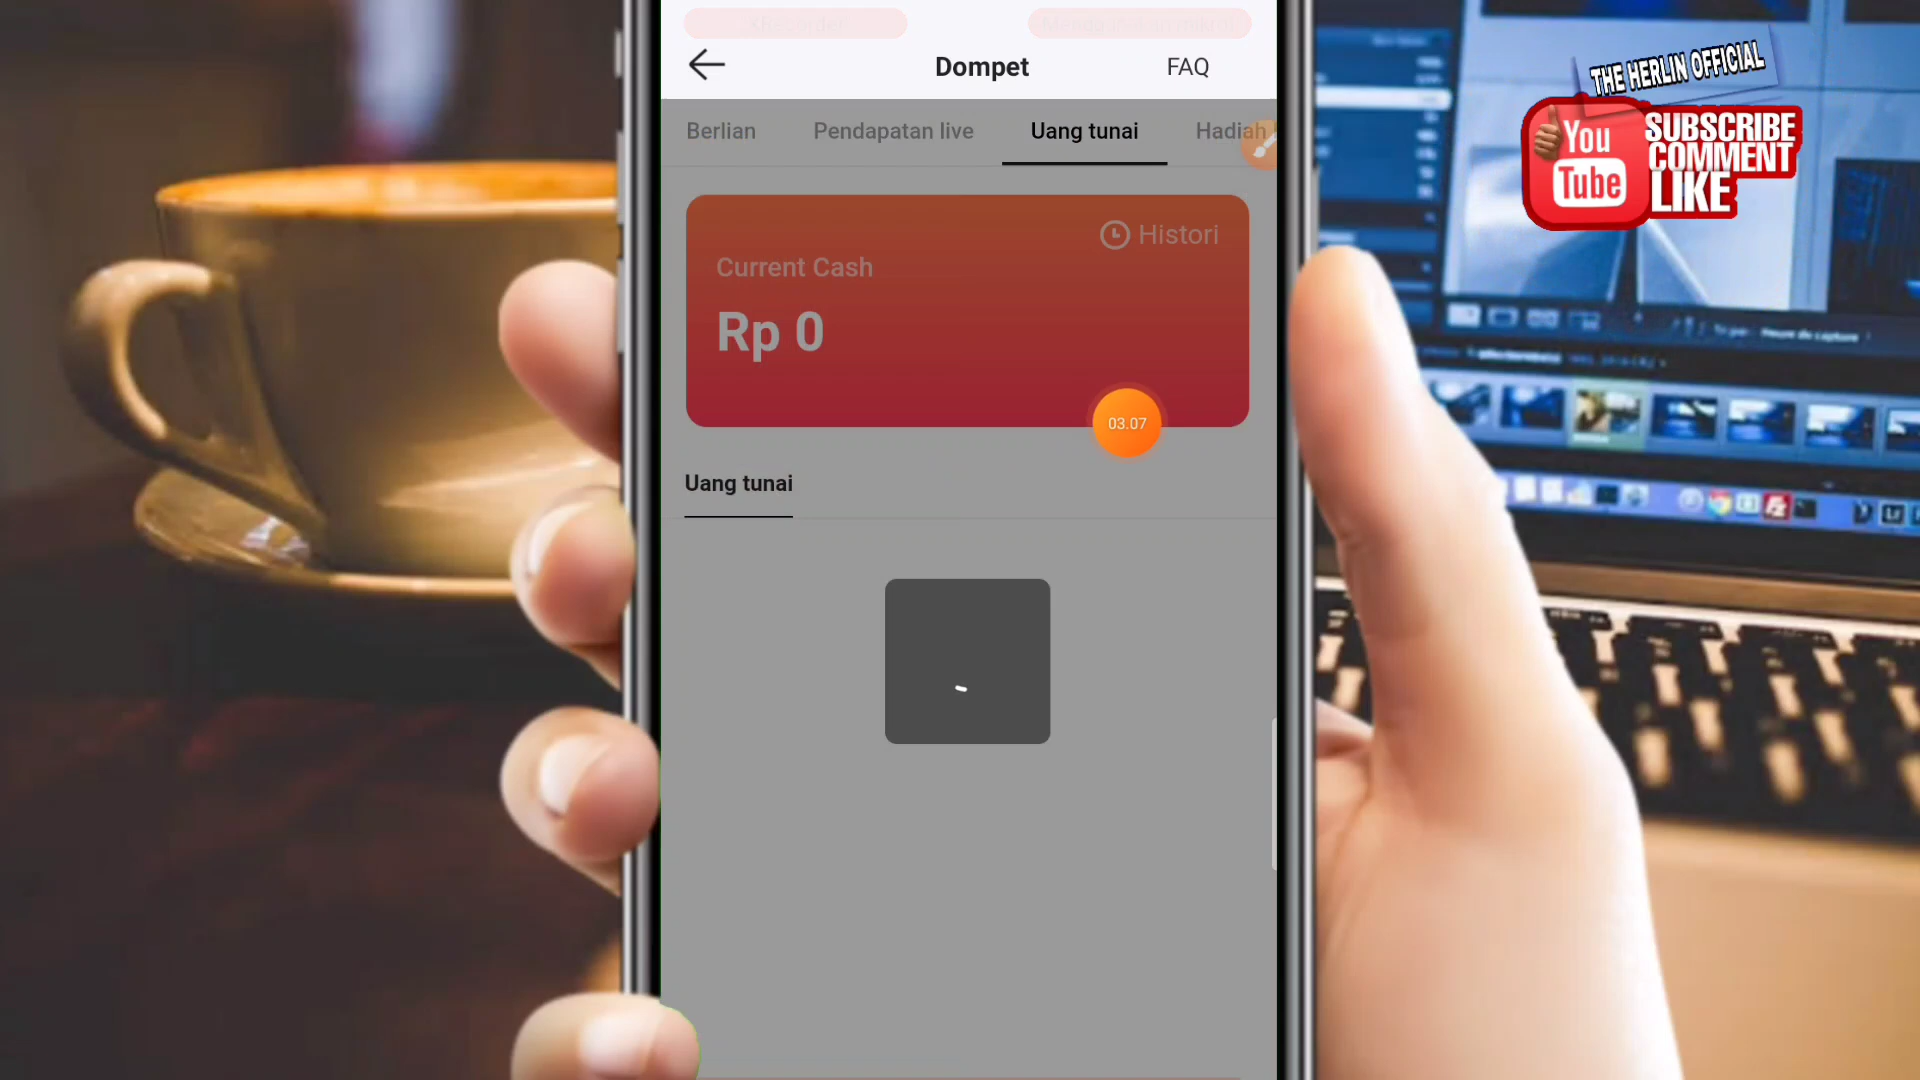 Dompet
FAQ
Berlian
Pendapatan live
Uang tunai
Hadiah
Histori
Current Cash
Rp 0
03.07
Uang tunai
THE HERLIN OFFICIAL
You
Tube
SUBSCRIBE
COMMENT
LIKE